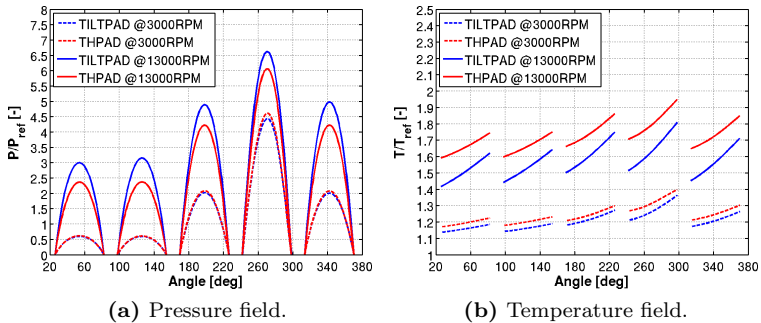 8
7.5
7
6.5
6
5.5
5
4.5
4
3.5
3
2.5
2
1.5
1
0.5
0
P/Pref [-]
TILTPAD @3000RPM
THPAD @3000RPM
TILTPAD @13000RPM
THPAD @13000RPM
20 60 100 140 180 220 260 300 340 380
Angle [deg]
(a) Pressure field.
2.5
2.4
2.3
2.2
2.1
2
1.9
1.8
1.7
1.6
1.5
1.4
1.3
1.2
1.1
1
T/Tref [-]
TILTPAD @3000RPM
THPAD @3000RPM
TILTPAD @13000RPM
THPAD @13000RPM
20 60 100 140 180 220 260 300 340 380
Angle [deg]
(b) Temperature field.